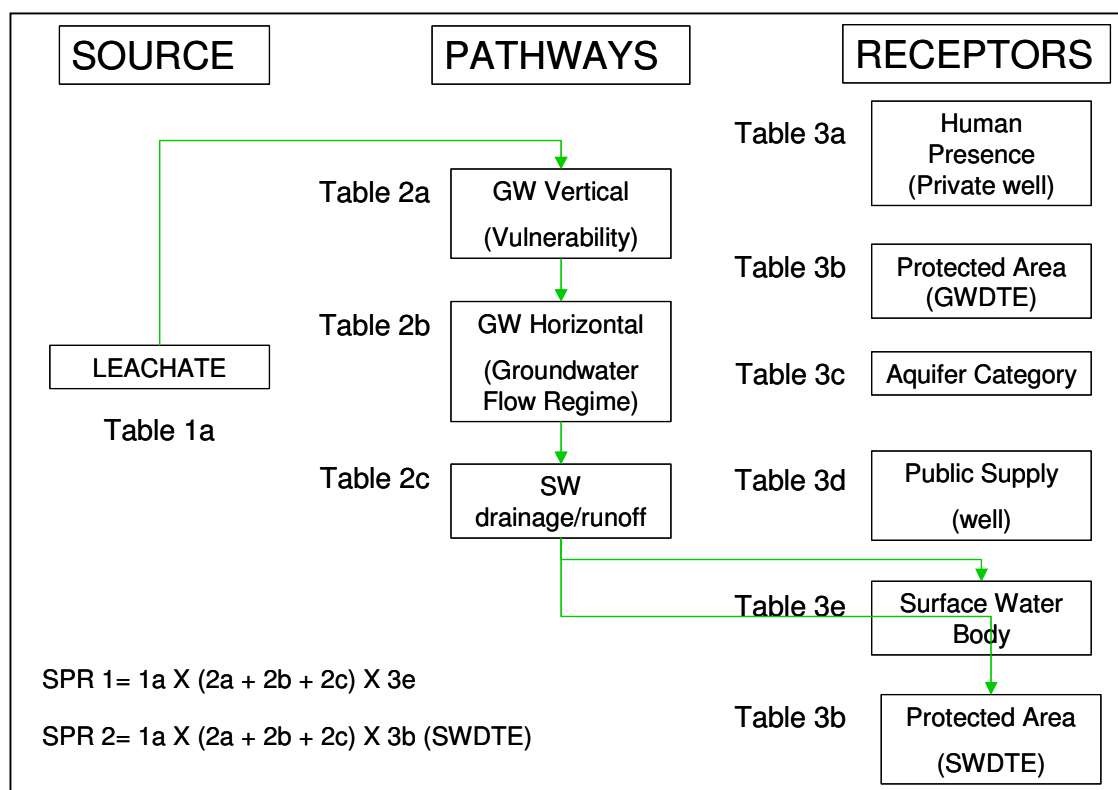 SOURCE
PATHWAYS
RECEPTORS
Table 3a
Human
Presence
(Private well)
Table 2a
GW Vertical
(Vulnerability)
Table 3b
Protected Area
(GWDTE)
Table 2b
GW Horizontal
(Groundwater
Flow Regime)
LEACHATE
Table 1a
Table 3c
Aquifer Category
Table 2c
SW
drainage/runoff
Table 3d
Public Supply
(well)
Table 3e
Surface Water
Body
SPR 1= 1a X (2a + 2b + 2c) X 3e
SPR 2= 1a X (2a + 2b + 2c) X 3b (SWDTE)
Table 3b
Protected Area
(SWDTE)